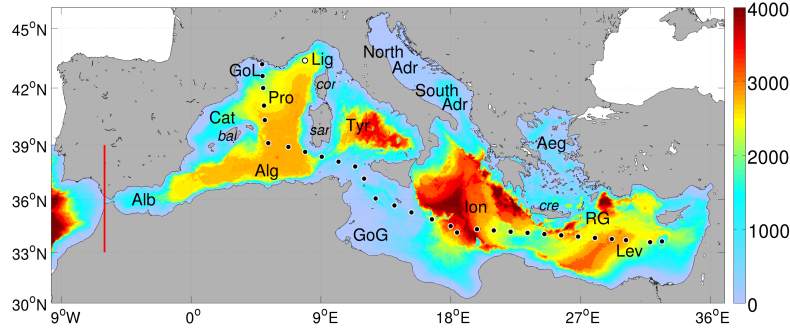 45°N
42°N
39°N
36°N
33°N
30°N
9°W
0°
9°E
18°E
27°E
36°E
4000
3000
2000
1000
0
North
Adr
South
Adr
GoL
Lig
cor
Pro
Cat
bal
sar
Tyr
Aeg
Alg
Alb
Ion
cre
RG
GoG
Lev